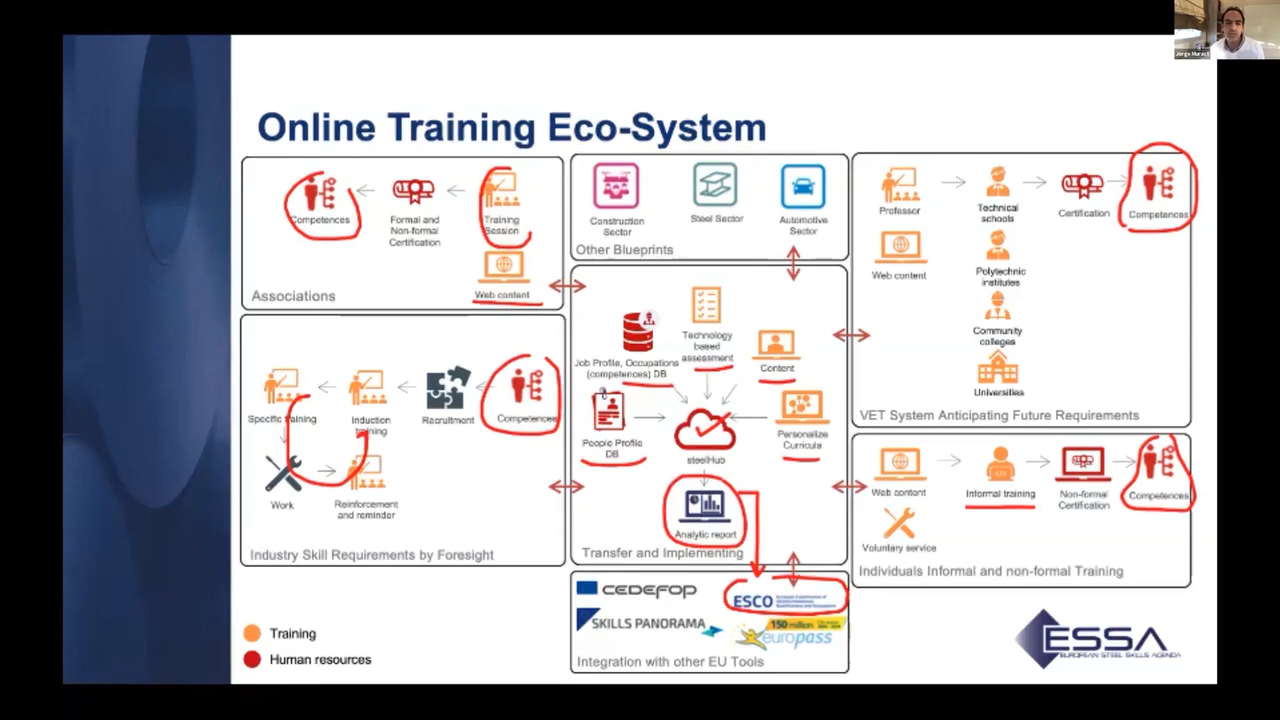 Online Training Eco-System
Competences
Formal and
Non-formal
Certification
Training
Session
Web content
Associations
Construction
Sector
Steel Sector
Automotive
Sector
Other Blueprints
Professor
Technical
schools
Certification
Competences
Web content
Polytechnic
institutes
Community
colleges
Universities
VET System Anticipating Future Requirements
Specific training
Induction
training
Recruitment
Competences
Work
Reinforcement
and reminder
Industry Skill Requirements by Foresight
Job Profile, Occupations
(competences) DB
Technology
based
assessment
Content
People Profile
DB
steelHub
Personalize
Curricula
Analytic report
Transfer and Implementing
Web content
Informal training
Non-formal
Certification
Competences
Voluntary service
Individuals Informal and non-formal Training
CEDEFOP
ESCO
SKILLS PANORAMA
150 million
europass
Integration with other EU Tools
Training
Human resources
ESSA
EUROPEAN STEEL SKILLS AGENDA